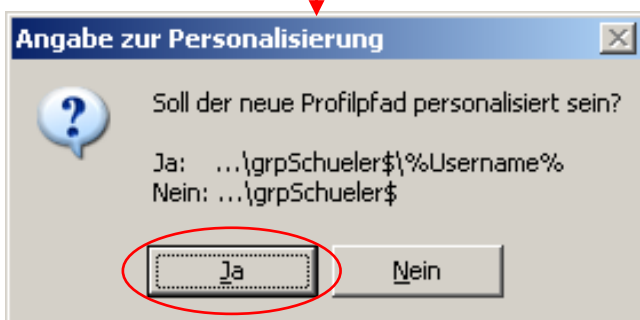 Angabe zur Personalisierung
Soll der neue Profilpfad personalisiert sein?
Ja: ...\grpSchueler$\%Username%
Nein: ...\grpSchueler$
Ja
Nein